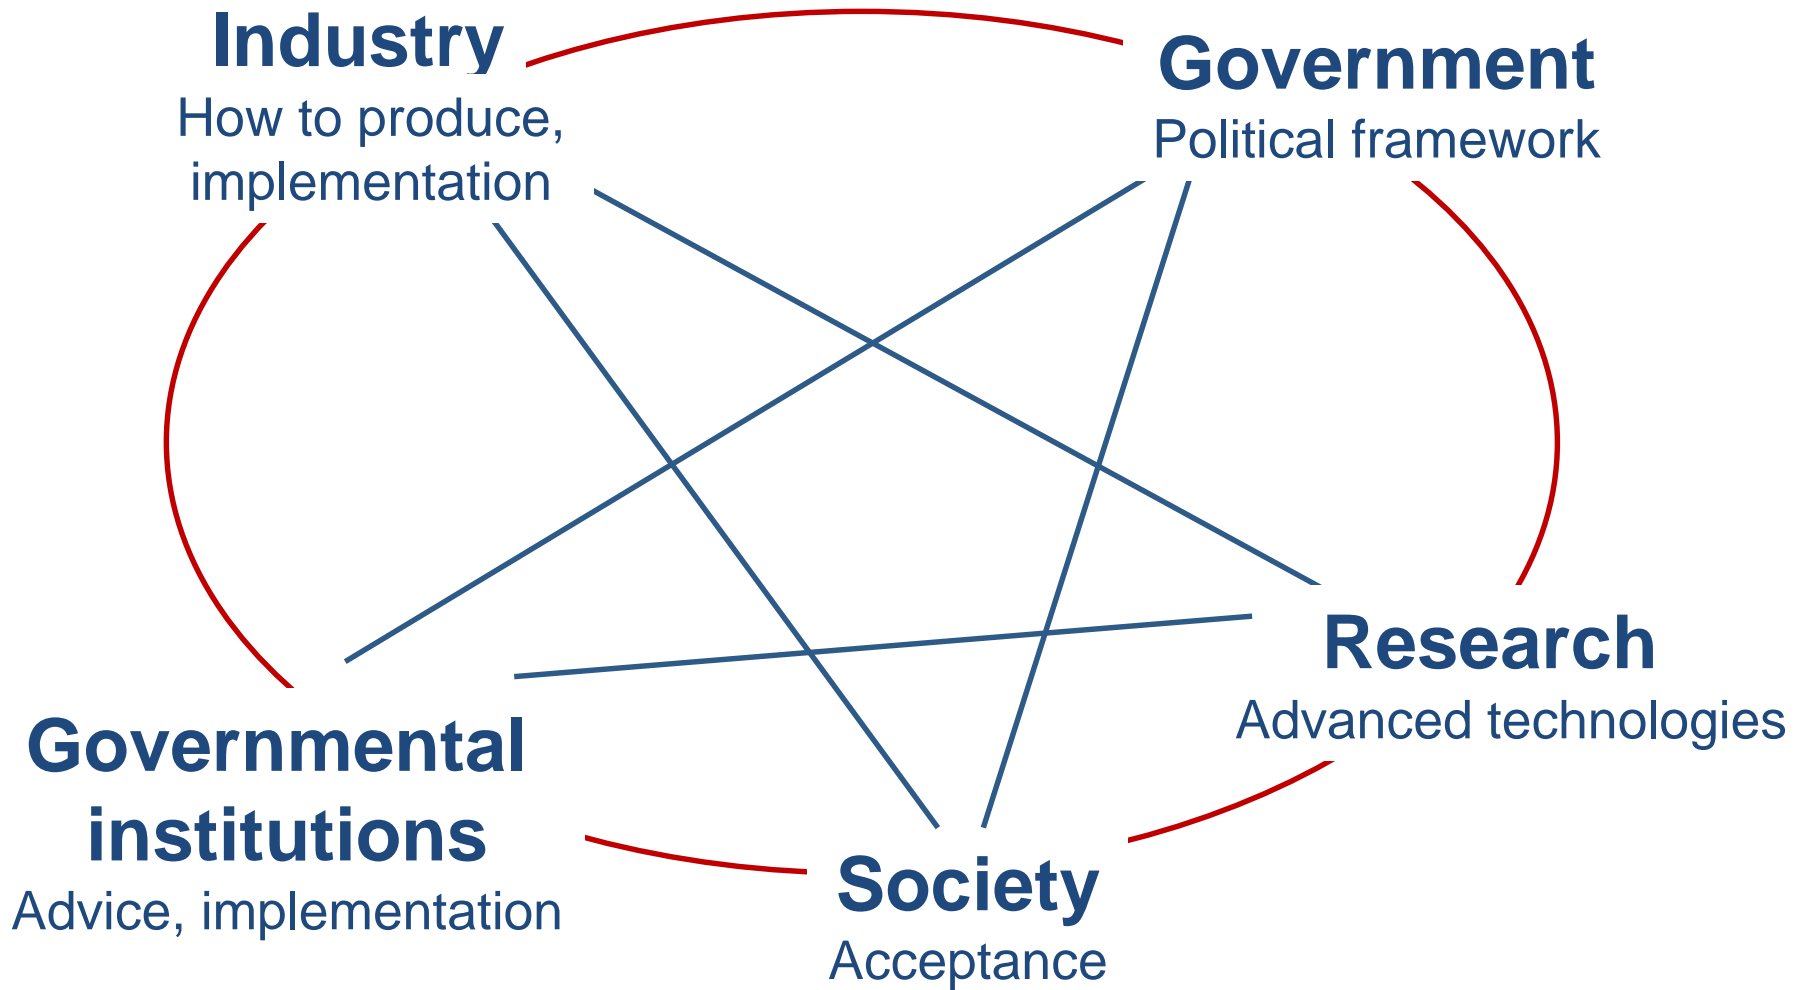 Industry
How to produce,
implementation
Government
Political framework
Research
Advanced technologies
Governmental
institutions
Advice, implementation
Society
Acceptance